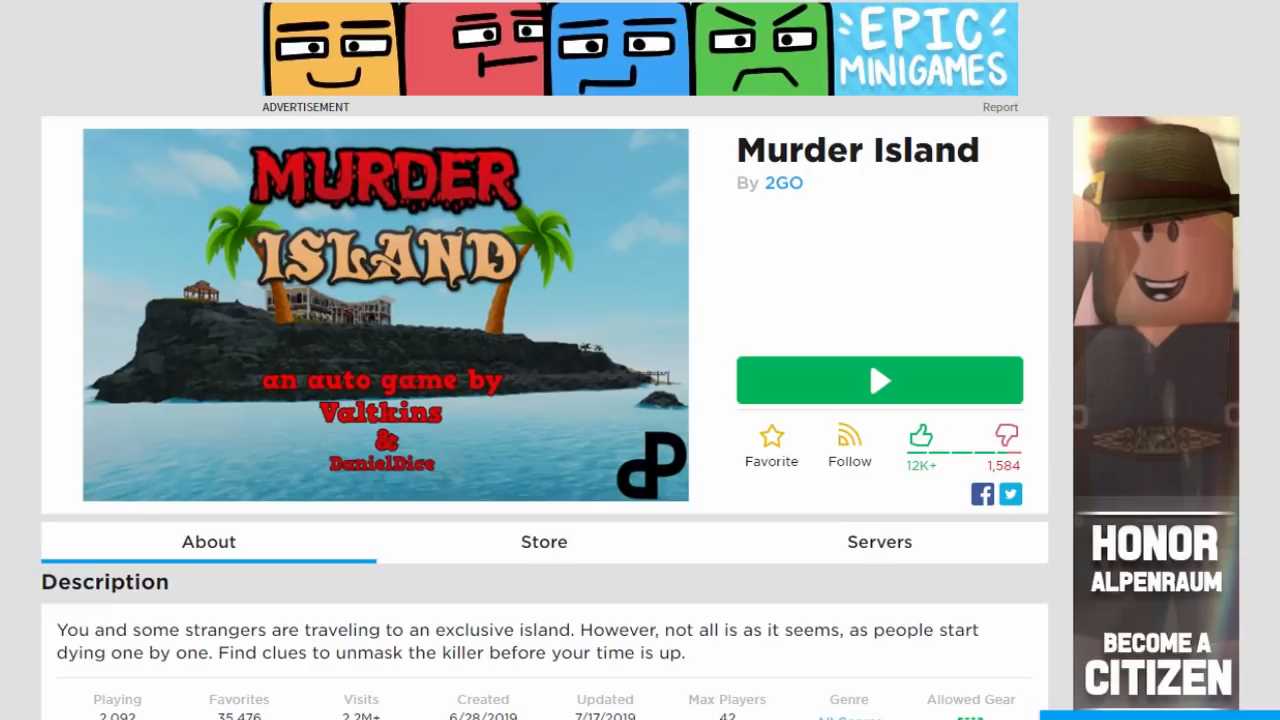 EPIC
MINIGAMES
ADVERTISEMENT
Report
MURDER
ISLAND
an auto game by
Valtkins
&
DanielDice
Murder Island
By 2GO
Favorite
Follow
12K+
1,584
About
Store
Servers
Description
You and some strangers are traveling to an exclusive island. However, not all is as it seems, as people start
dying one by one. Find clues to unmask the killer before your time is up.
Playing
Favorites
Visits
Created
Updated
Max Players
Genre
Allowed Gear
2,092
35,476
2.2M+
6/28/2019
7/17/2019
42
HONOR
ALPENRAUM
BECOME A
CITIZEN